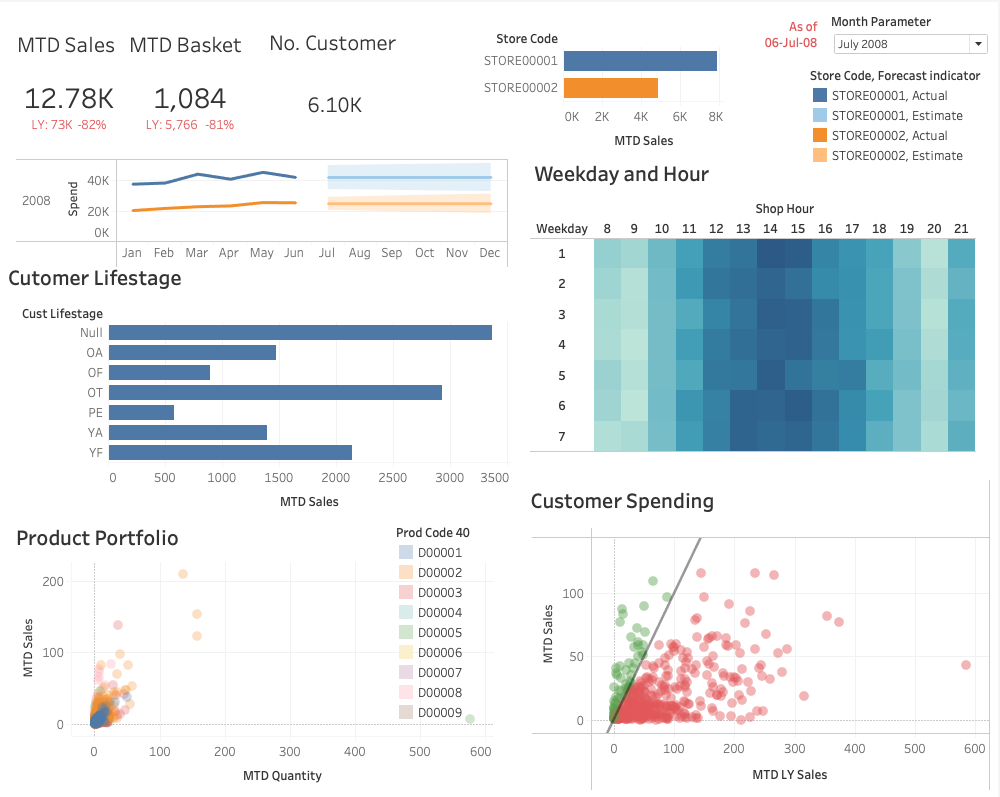 MTD Sales
12.78K
LY: 73K -82%
MTD Basket
1,084
LY: 5,766 -81%
No. Customer
6.10K
Store Code
STORE00001
STORE00002
0K 2K 4K 6K 8K
MTD Sales
As of
06-Jul-08
Month Parameter
July 2008
Store Code, Forecast indicator
STORE00001, Actual
STORE00001, Estimate
STORE00002, Actual
STORE00002, Estimate
2008
Spend
40K
20K
0K
Jan Feb Mar Apr May Jun Jul Aug Sep Oct Nov Dec
Weekday and Hour
Shop Hour
Weekday 8 9 10 11 12 13 14 15 16 17 18 19 20 21
1
2
3
4
5
6
7
Cutomer Lifestage
Cust Lifestage
Null
OA
OF
OT
PE
YA
YF
0 500 1000 1500 2000 2500 3000 3500
MTD Sales
Product Portfolio
MTD Sales
200
100
0
0 100 200 300 400 500 600
MTD Quantity
Prod Code 40
D00001
D00002
D00003
D00004
D00005
D00006
D00007
D00008
D00009
Customer Spending
MTD Sales
100
50
0
0 100 200 300 400 500 600
MTD LY Sales